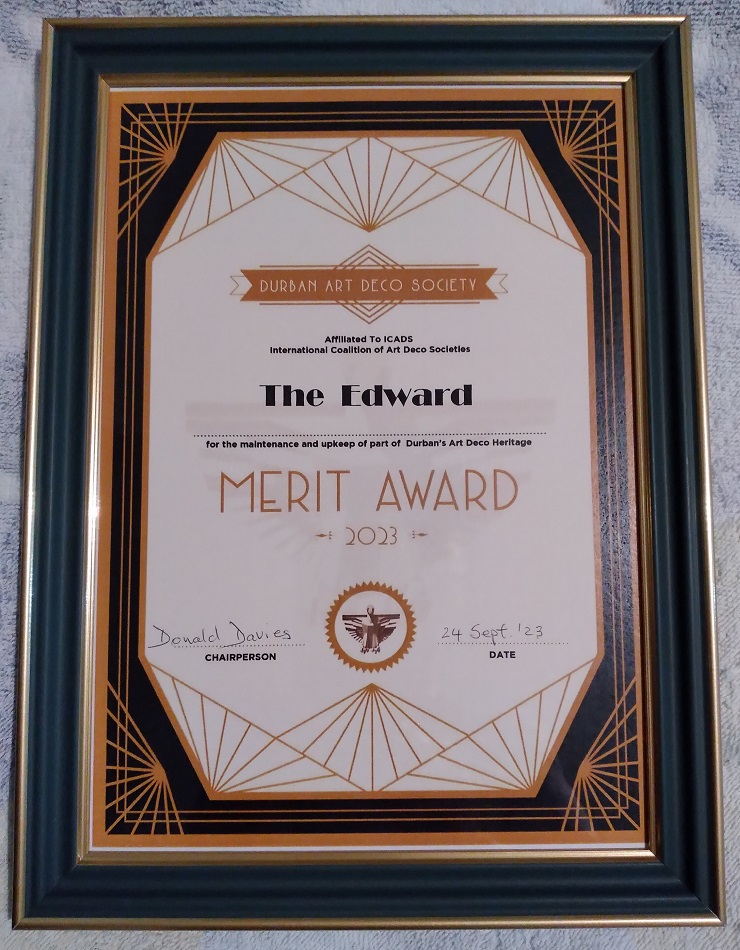 DURBAN ART DECO SOCIETY
Affiliated To ICADS
International Coalition of Art Deco Societies
The Edward
for the maintenance and upkeep of part of Durban's Art Deco Heritage
MERIT AWARD
2023
Donald Davies
CHAIRPERSON
24 Sept. '23
DATE